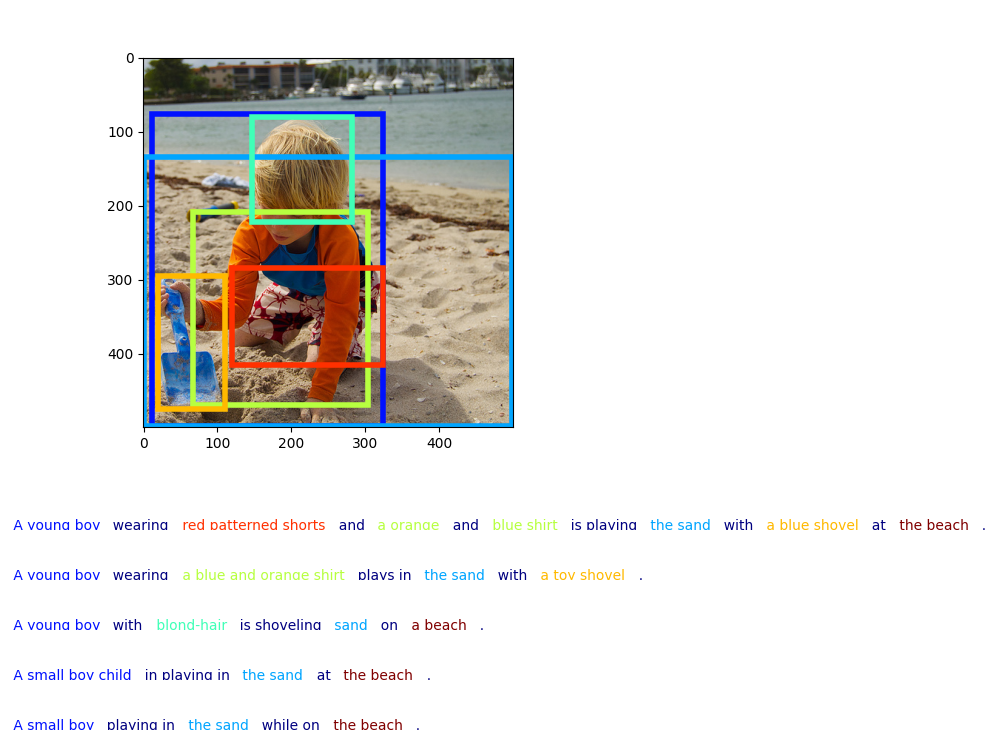 0
100
200
300
400
0 100 200 300 400
A young boy wearing red patterned shorts and a orange and blue shirt is playing the sand with a blue shovel at the beach .
A young boy wearing a blue and orange shirt plays in the sand with a toy shovel .
A young boy with blond-hair is shoveling sand on a beach .
A small boy child in playing in the sand at the beach .
A small boy playing in the sand while on the beach .